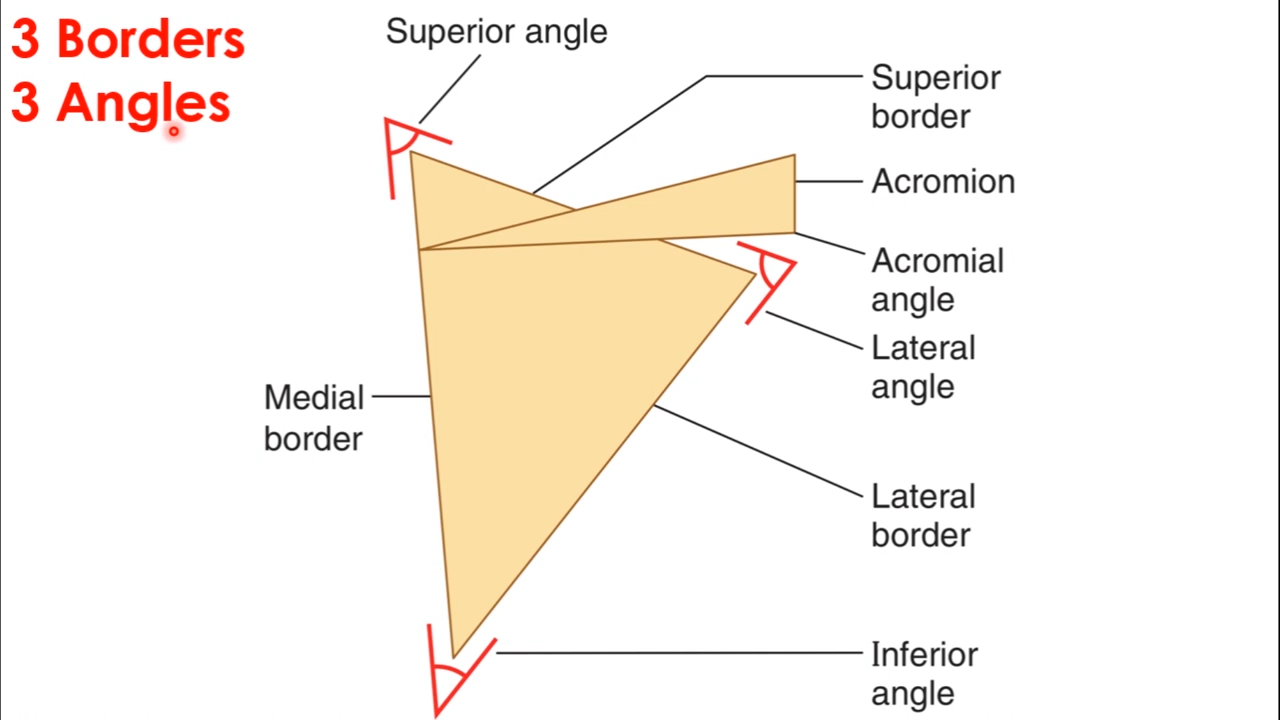 3 Borders
3 Angles
Superior angle
Superior
border
Acromion
Acromial
angle
Lateral
angle
Medial
border
Lateral
border
Inferior
angle